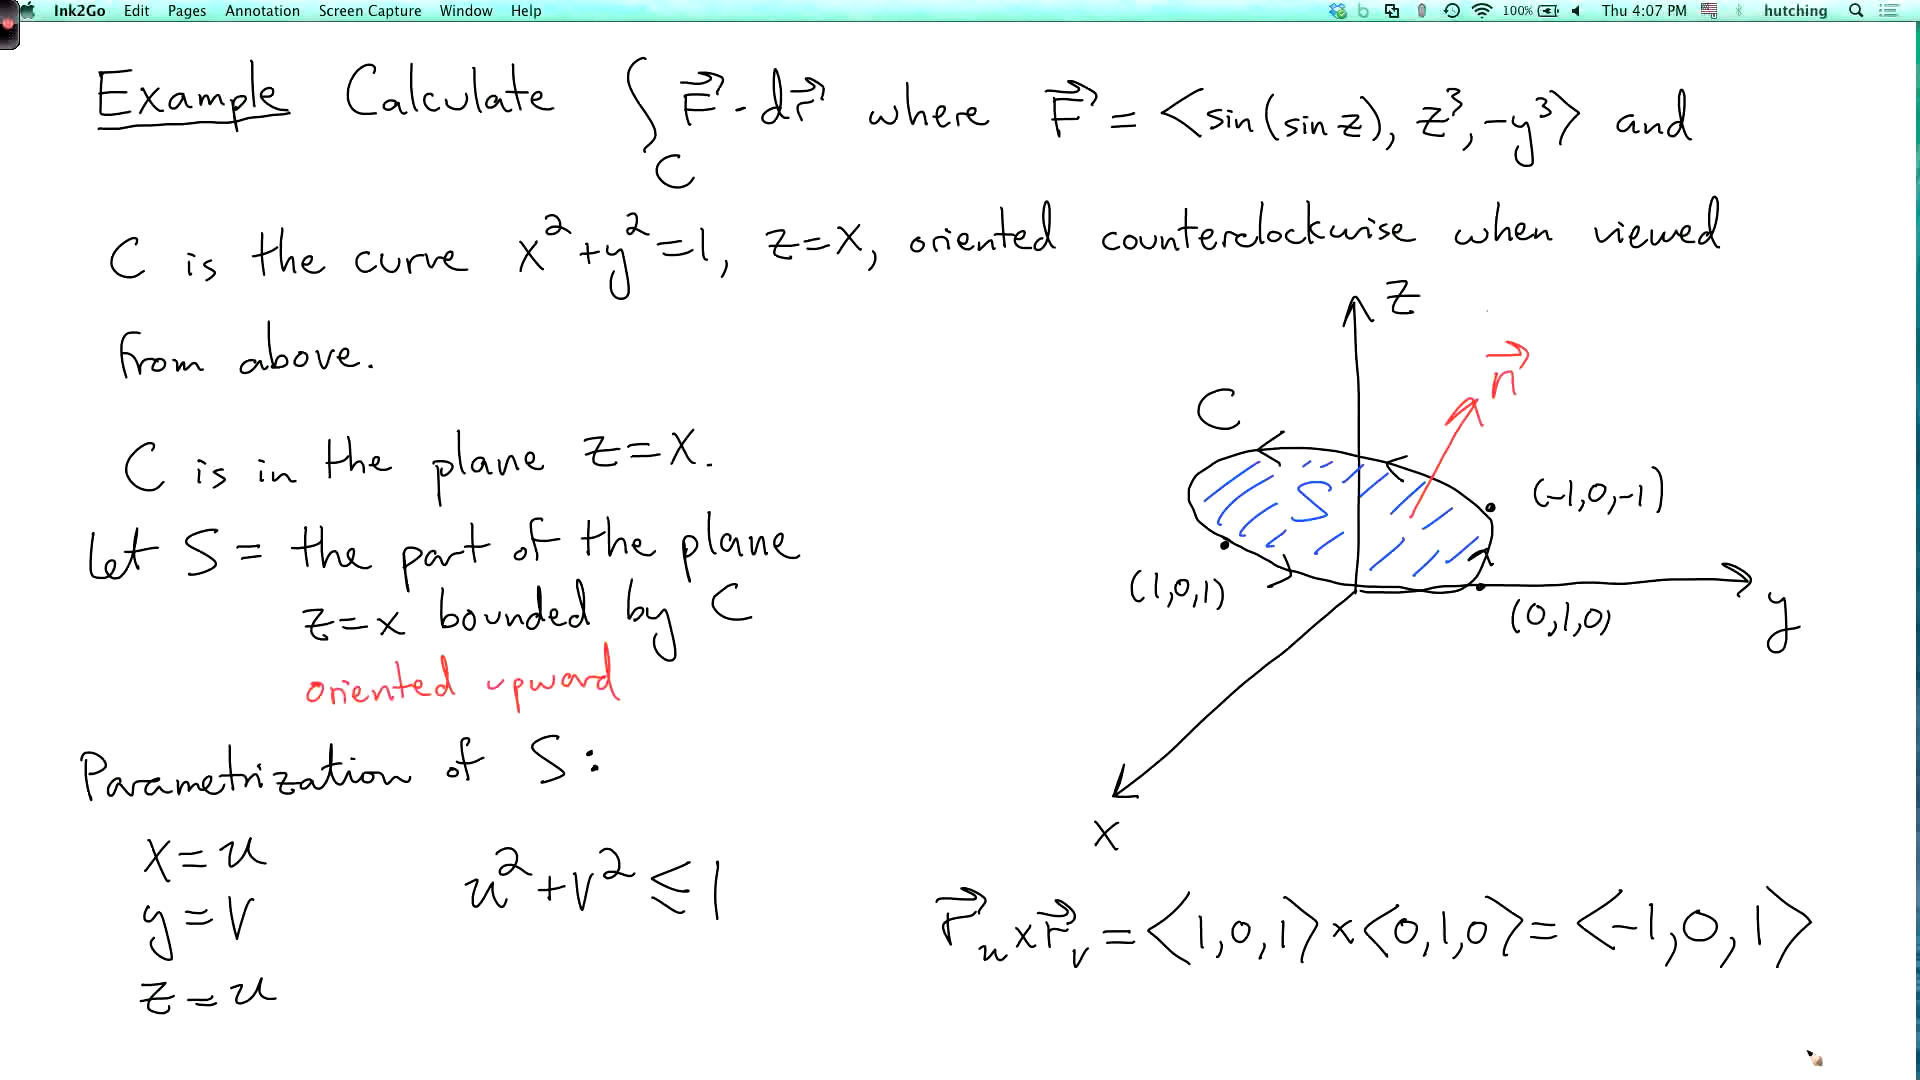 Ink2Go Edit Pages Annotation Screen Capture Window Help 100% Thu 4:07 PM hutching
Example Calculate ∫_C F⃗ · dr⃗ where F⃗ = ⟨sin(sin z), z³, -y³⟩ and
C is the curve x²+y²=1, z=x, oriented counterclockwise when viewed
from above.
C is in the plane z=x.
Let S = the part of the plane
z=x bounded by C
oriented upward
Parametrization of S:
x=u
y=v
z=u
u²+v² ≤ 1
z
n⃗
C
S
(-1,0,-1)
(1,0,1)
(0,1,0)
y
x
r⃗_u × r⃗_v = ⟨1,0,1⟩ × ⟨0,1,0⟩ = ⟨-1,0,1⟩